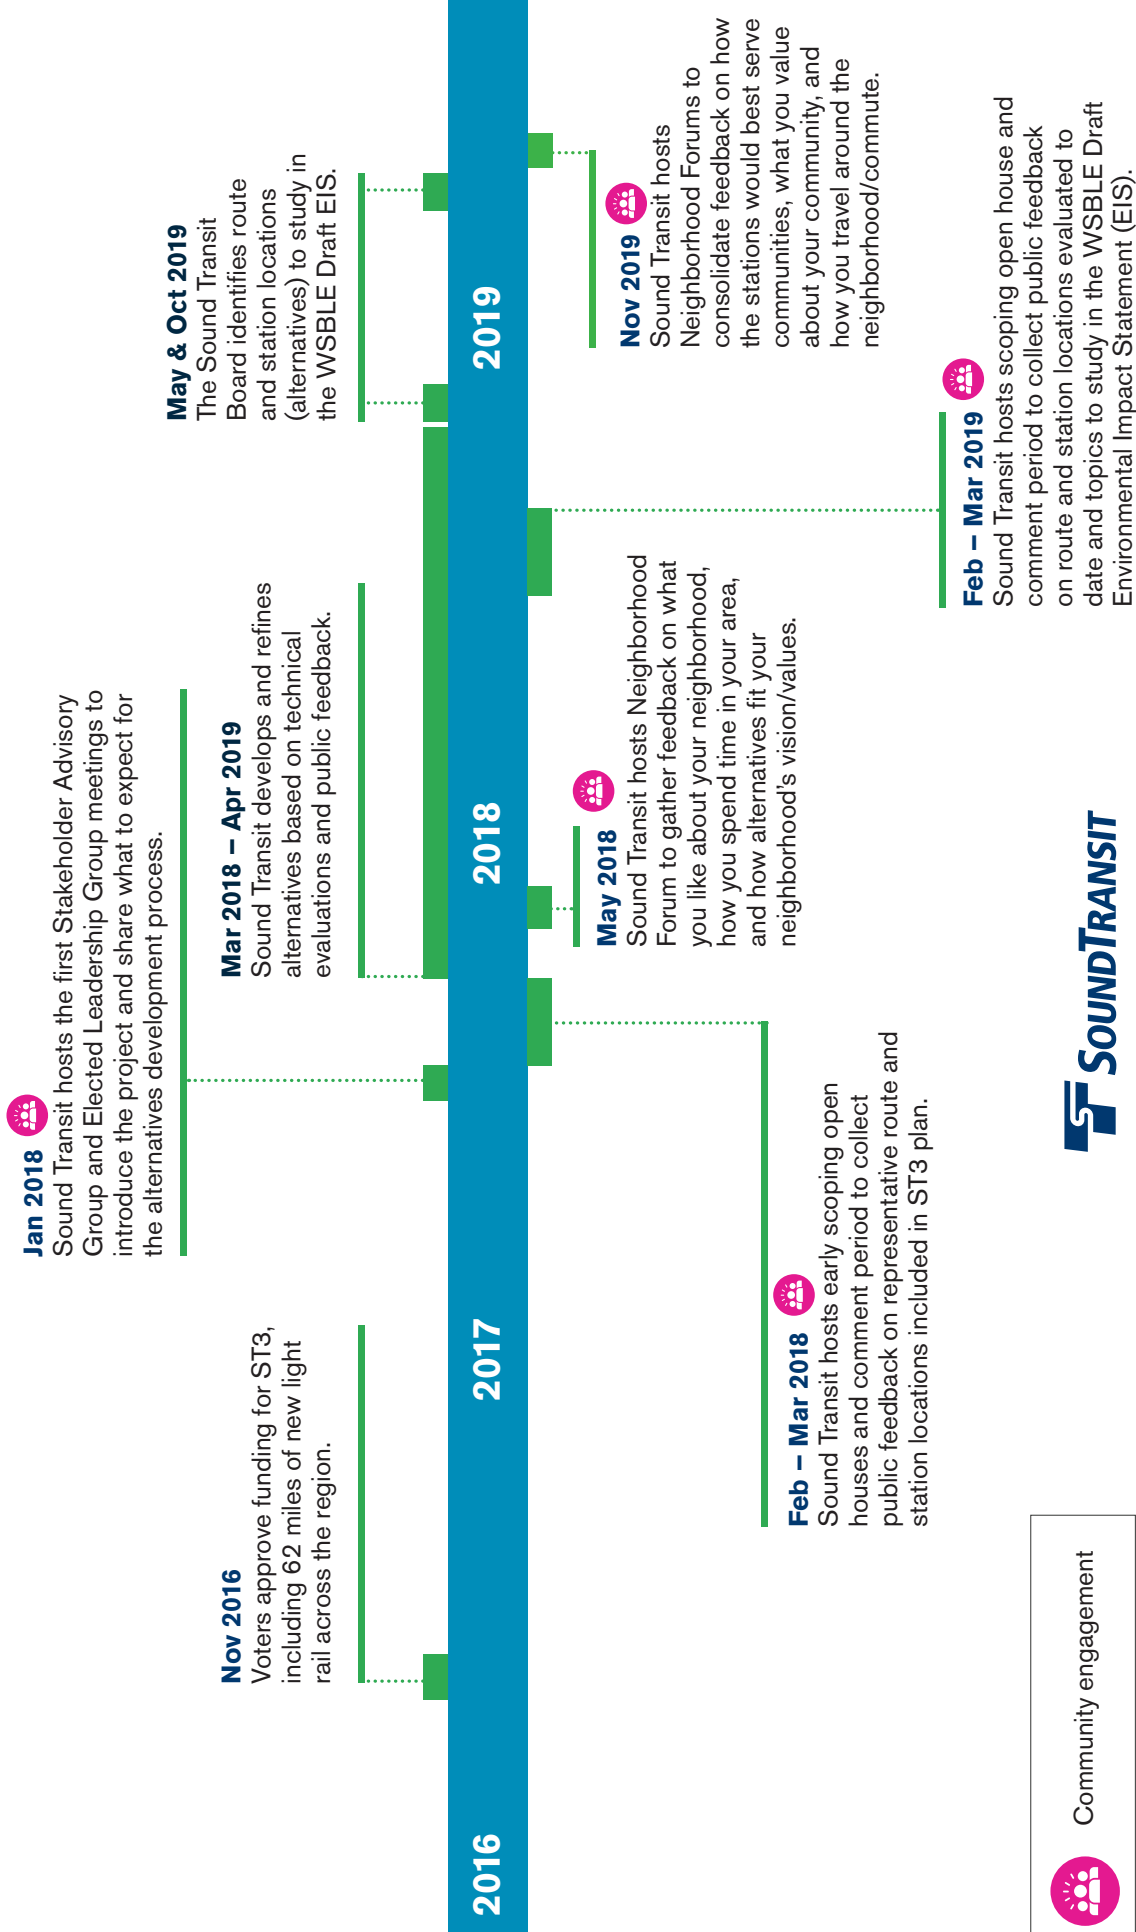 Nov 2016
Voters approve funding for ST3,
including 62 miles of new light
rail across the region.
Jan 2018
Sound Transit hosts the first Stakeholder Advisory
Group and Elected Leadership Group meetings to
introduce the project and share what to expect for
the alternatives development process.
Mar 2018 – Apr 2019
Sound Transit develops and refines
alternatives based on technical
evaluations and public feedback.
May & Oct 2019
The Sound Transit
Board identifies route
and station locations
(alternatives) to study in
the WSBLE Draft EIS.
2016
2017
2018
2019
Feb – Mar 2018
Sound Transit hosts early scoping open
houses and comment period to collect
public feedback on representative route and
station locations included in ST3 plan.
May 2018
Sound Transit hosts Neighborhood
Forum to gather feedback on what
you like about your neighborhood,
how you spend time in your area,
and how alternatives fit your
neighborhood's vision/values.
Feb – Mar 2019
Sound Transit hosts scoping open house and
comment period to collect public feedback
on route and station locations evaluated to
date and topics to study in the WSBLE Draft
Environmental Impact Statement (EIS).
Nov 2019
Sound Transit hosts
Neighborhood Forums to
consolidate feedback on how
the stations would best serve
communities, what you value
about your community, and
how you travel around the
neighborhood/commute.
Community engagement
SOUNDTRANSIT